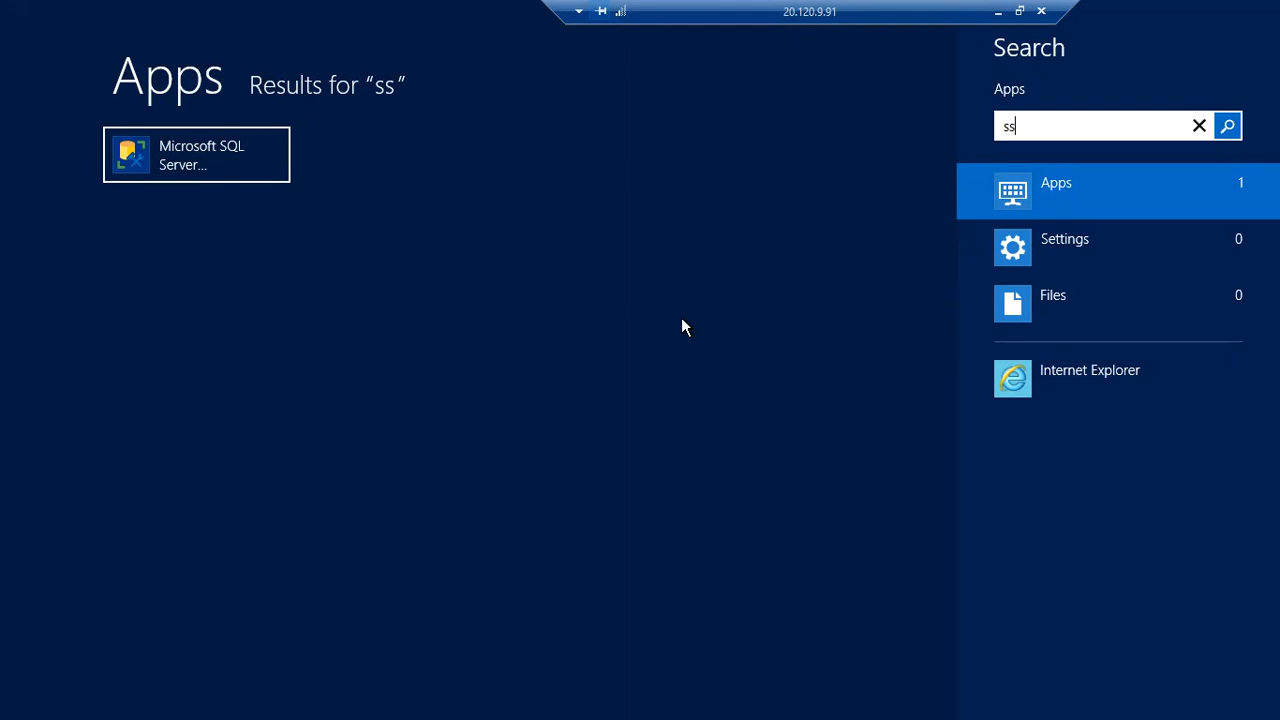 20.120.9.91
Apps Results for “ss”
Microsoft SQL
Server...
Search
Apps
ss
Apps 1
Settings 0
Files 0
Internet Explorer